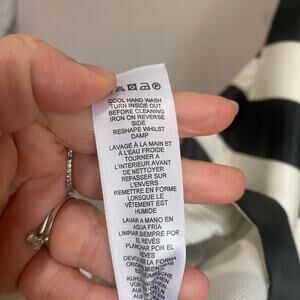 COOL HAND WASH
TURN INSIDE OUT
BEFORE CLEANING
IRON ON REVERSE
SIDE
RESHAPE WHILST
DAMP
LAVAGE À LA MAIN ET
À L'EAU FROIDE
TOURNER A
L'INTERIEUR AVANT
DE NETTOYER
REPASSER SUR
L'ENVERS
REMETTRE EN FORME
LORSQUE LE
VÊTEMENT EST
HUMIDE
LAVAR A MANO EN
AGUA FRÍA
LIMPIAR SIEMPRE POR
EL REVÉS
PLANCHAR POR EL
REVÉS